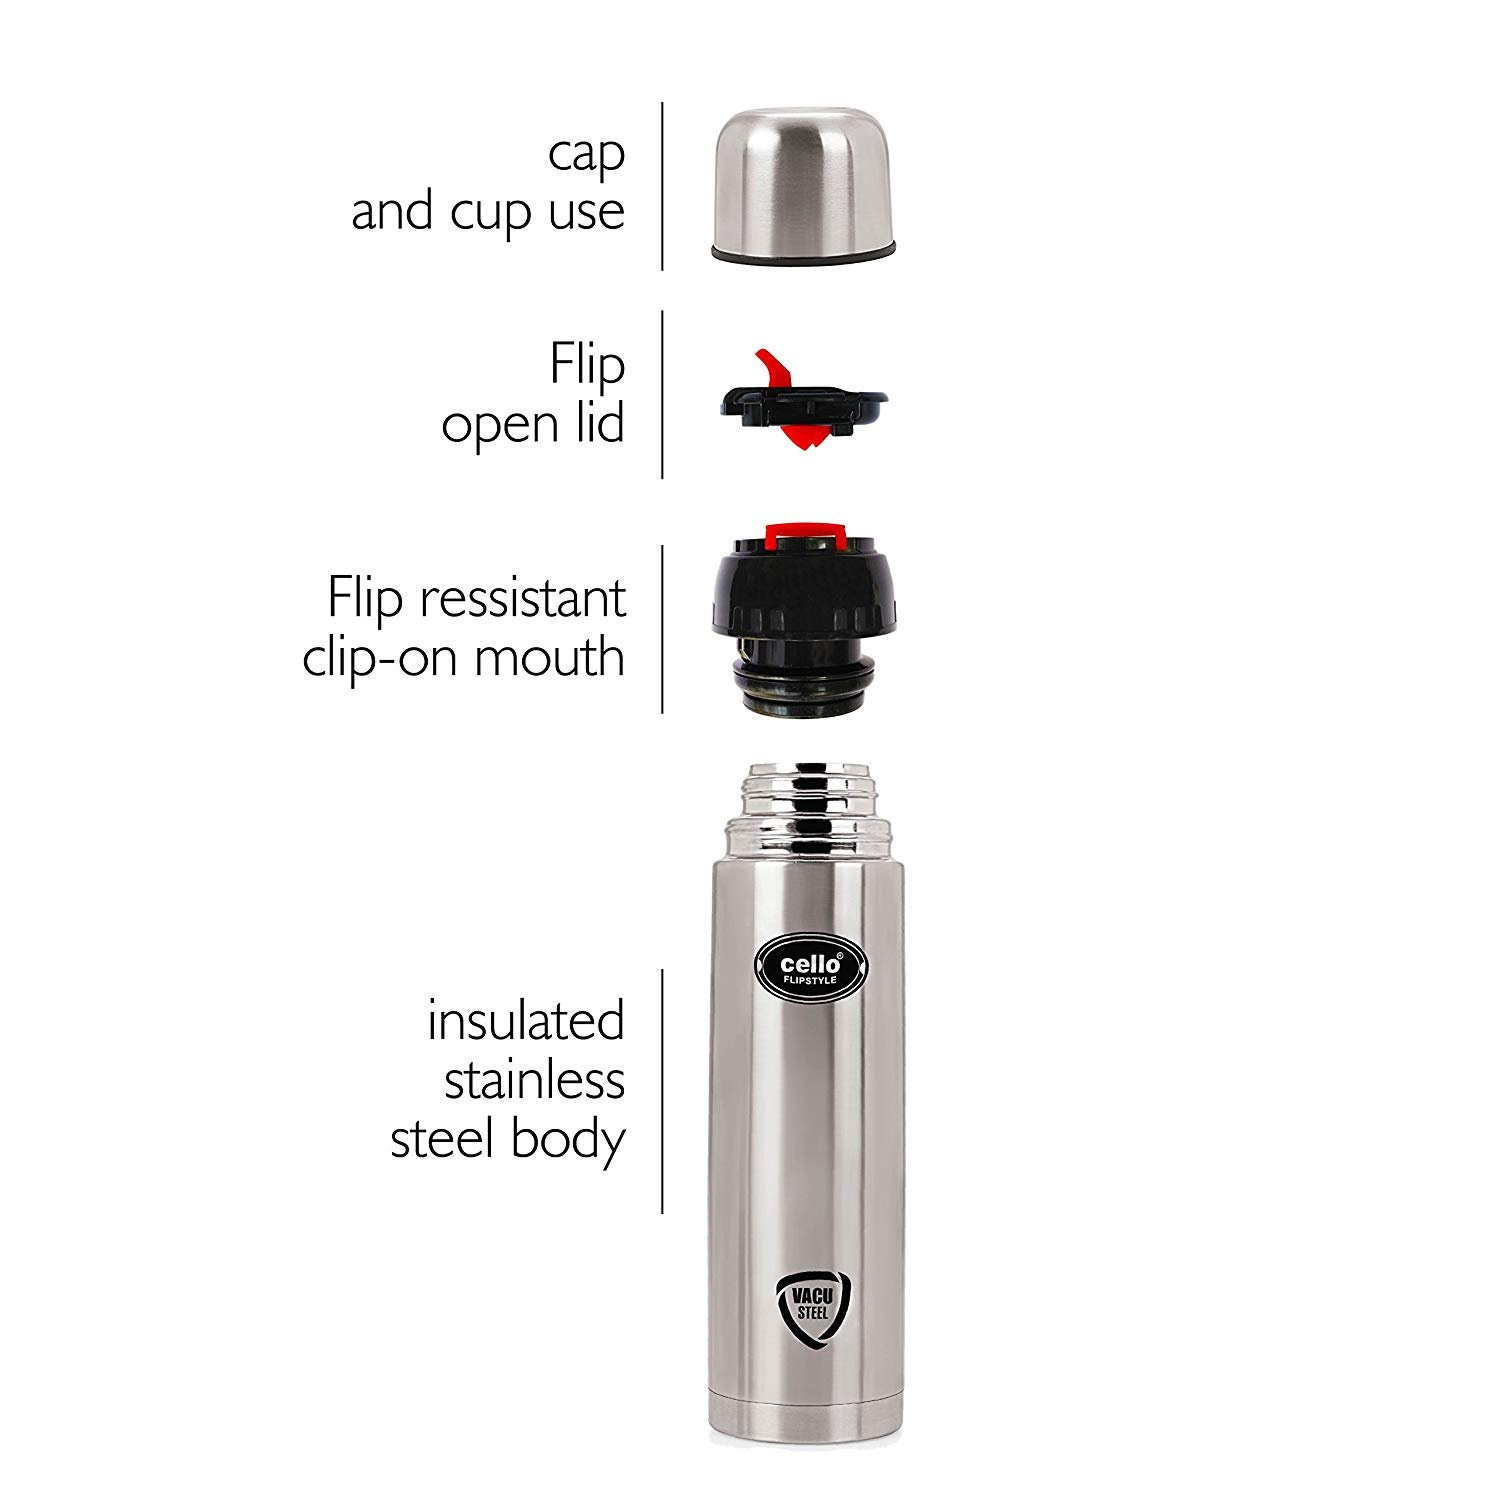 cap
and cup use
Flip
open lid
Flip ressistant
clip-on mouth
cello®
FLIPSTYLE
insulated
stainless
steel body
VACU
STEEL